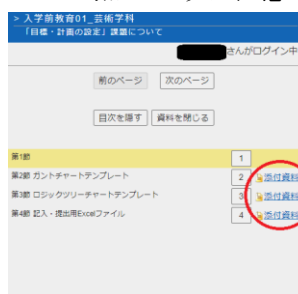 > 入学前教育01_芸術学科
「目標・計画の設定」課題について
さんがログイン中
前のページ 次のページ
目次を隠す 資料を閉じる
第1節 1
第2節 ガントチャートテンプレート 2 添付資料
第3節 ロジックツリーチャートテンプレート 3 添付資料
第4節 記入・提出用Excelファイル 4 添付資料